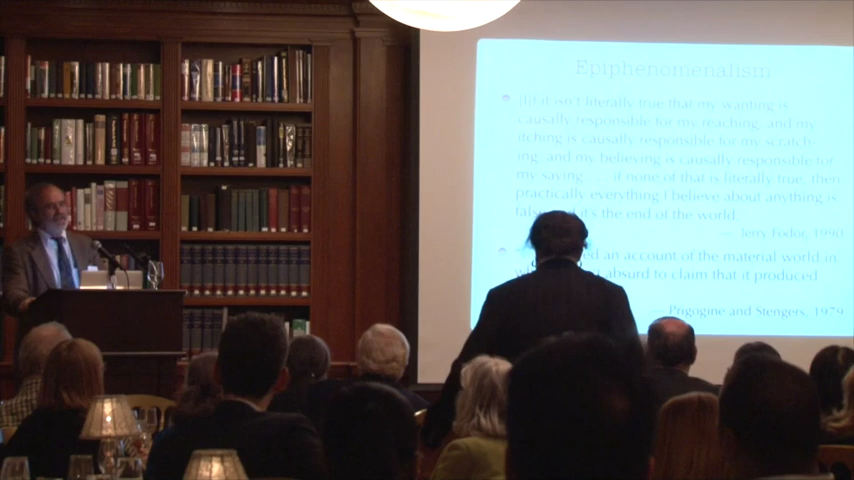 Epiphenomenalism
[I]f it isn't literally true that my wanting is
causally responsible for my reaching, and my
itching is causally responsible for my scratch-
ing, and my believing is causally responsible for
my saying . . . if none of that is literally true, then
practically everything I believe about anything is
it's the end of the world.
— Jerry Fodor, 1990
an account of the material world in
absurd to claim that it produced
— Prigogine and Stengers, 1979